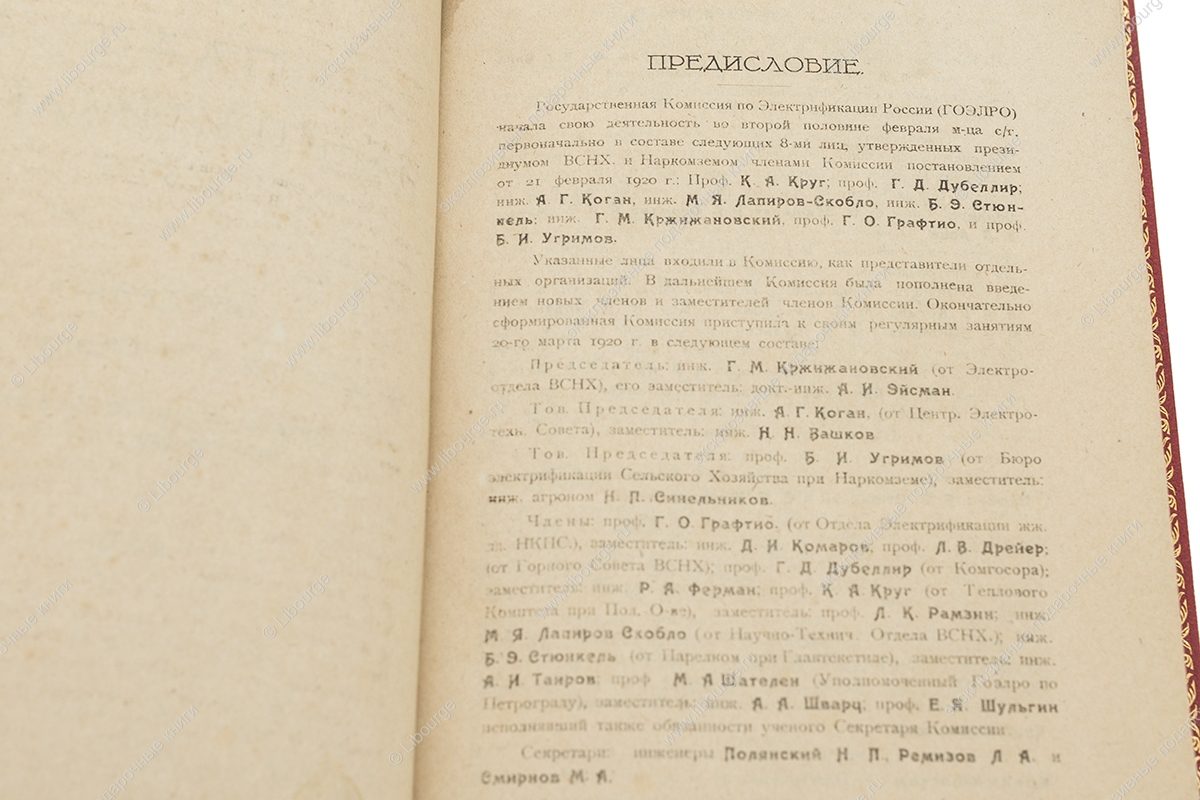 ПРЕДИСЛОВИЕ.
Государственная Комиссия по Электрификации России (ГОЭЛРО)
начала свою деятельность во второй половине февраля м-ца с/г.
первоначально в составе следующих 8-ми лиц, утвержденных прези-
диумом ВСНХ. и Наркомземом членами Комиссии постановлением
от 21 февраля 1920 г.: Проф. К. А. Круг; проф. Г. Д. Дубеллир;
инж. А. Г. Коган, инж. М. Я. Лапиров-Скобло, инж. Б. Э. Стюн-
кель; инж. Г. М. Кржижановский, проф. Г. О. Графтио, и проф.
Б. И. Угримов.
Указанные лица входили в Комиссию, как представители отдель-
ных организаций. В дальнейшем Комиссия была пополнена введе-
нием новых членов и заместителей членов Комиссии. Окончательно
сформированная Комиссия приступила к своим регулярным занятиям
20-го марта 1920 г. в следующем составе:
Председатель: инж. Г. М. Кржижановский (от Электро-
отдела ВСНХ), его заместитель: докт.-инж. А. И. Эйсман.
Тов. Председателя: инж. А. Г. Коган, (от Центр. Электро-
техн. Совета), заместитель: инж. Н. Н. Вашков
Тов. Председателя: проф. Б. И. Угримов (от Бюро
электрификации Сельского Хозяйства при Наркомземе), заместитель:
инж. агроном Н. П. Синельников.
Члены: проф. Г. О. Графтио, (от Отдела Электрификации жж.
дд. НКПС.), заместитель: инж. Д. И. Комаров; проф. Л. В. Дрейер;
(от Горного Совета ВСНХ); проф. Г. Д. Дубеллир (от Комгосора);
заместитель: инж. Р. А. Ферман; проф. К. А. Круг (от Теплового
Комитета при Пол. О-ве), заместитель: проф. Л. К. Рамзин; инж.
М. Я. Лапиров Скобло (от Научно-Технич. Отдела ВСНХ.); инж.
Б. Э. Стюнкель (от при Главтекстиле), заместитель: инж.
А. И. Таиров; проф. М. А Шателен (Уполномоченный Гоэлро по
Петрограду), заместитель: инж. А. А. Шварц; проф. Е. Я. Шульгин
исполнявший также обязанности ученого Секретаря Комиссии.
Секретари: инженеры Полянский Н. П., Ремизов Л. А. и
Смирнов М. А.
© Libourge.ru
www.libourge.ru
эксклюзивные книги
подарочные книги